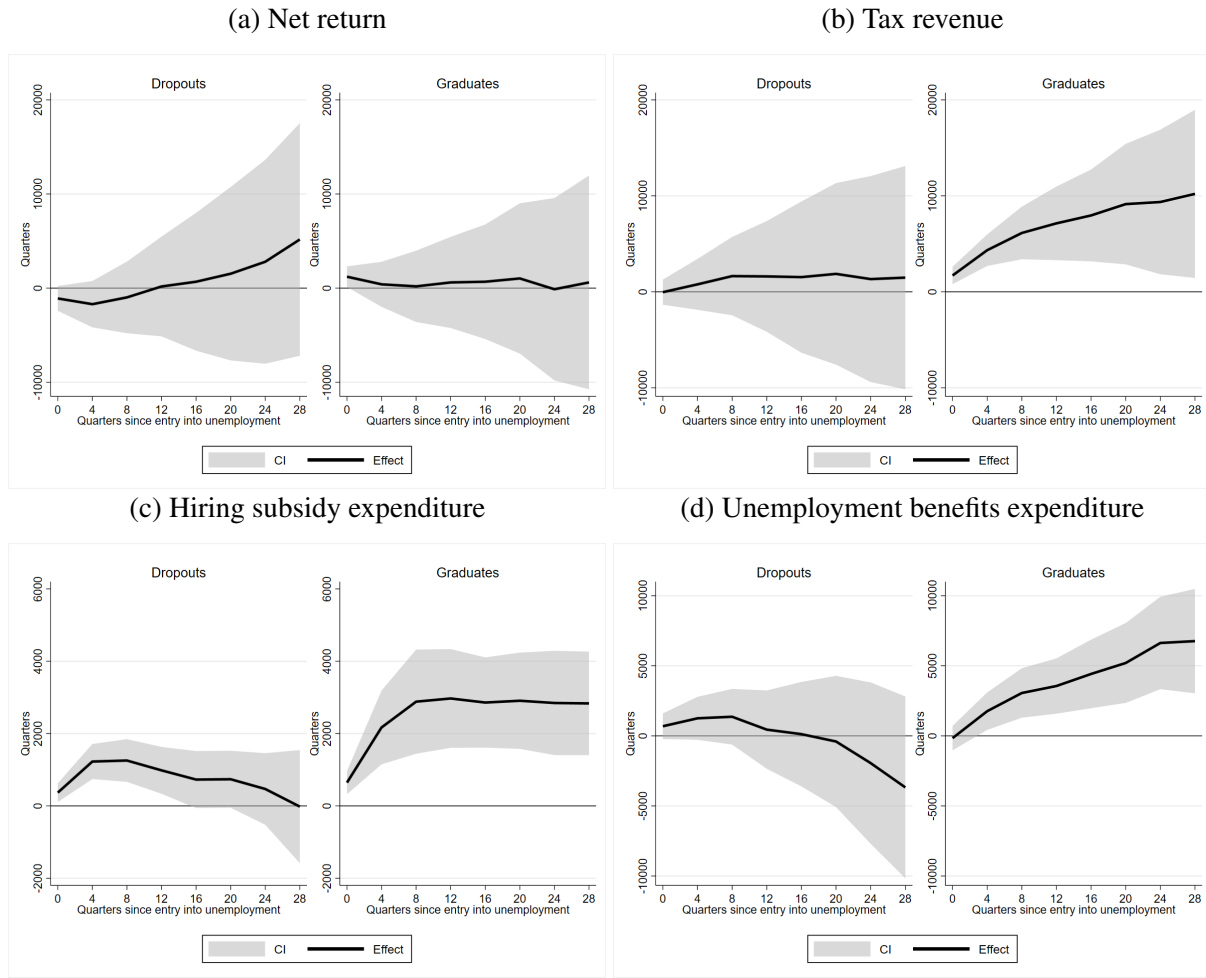 (a) Net return
(b) Tax revenue
Dropouts
Graduates
Quarters
-10000 0 10000 20000
0 4 8 12 16 20 24 28
Quarters since entry into unemployment
Quarters
-10000 0 10000 20000
0 4 8 12 16 20 24 28
Quarters since entry into unemployment
CI Effect
Dropouts
Graduates
Quarters
-10000 0 10000 20000
0 4 8 12 16 20 24 28
Quarters since entry into unemployment
Quarters
-10000 0 10000 20000
0 4 8 12 16 20 24 28
Quarters since entry into unemployment
CI Effect
(c) Hiring subsidy expenditure
(d) Unemployment benefits expenditure
Dropouts
Graduates
Quarters
-2000 0 2000 4000 6000
0 4 8 12 16 20 24 28
Quarters since entry into unemployment
Quarters
-2000 0 2000 4000 6000
0 4 8 12 16 20 24 28
Quarters since entry into unemployment
CI Effect
Dropouts
Graduates
Quarters
-10000 -5000 0 5000 10000
0 4 8 12 16 20 24 28
Quarters since entry into unemployment
Quarters
-10000 -5000 0 5000 10000
0 4 8 12 16 20 24 28
Quarters since entry into unemployment
CI Effect